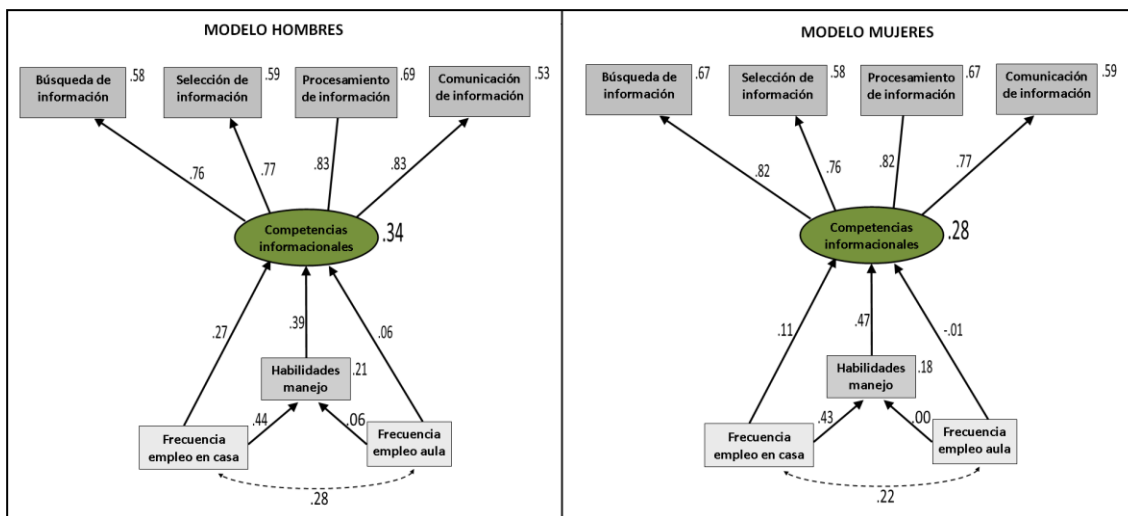 MODELO HOMBRES
Búsqueda de
información
.58
Selección de
información
.59
Procesamiento
de información
.69
Comunicación
de información
.53
.76
.77
.83
.83
Competencias
informacionales
.34
.27
.39
.06
Habilidades
manejo
.21
.44
.06
Frecuencia
empleo en casa
Frecuencia
empleo aula
.28
MODELO MUJERES
Búsqueda de
información
.67
Selección de
información
.58
Procesamiento
de información
.67
Comunicación
de información
.59
.82
.76
.82
.77
Competencias
informacionales
.28
.11
.47
-.01
Habilidades
manejo
.18
.43
.00
Frecuencia
empleo en casa
Frecuencia
empleo aula
.22